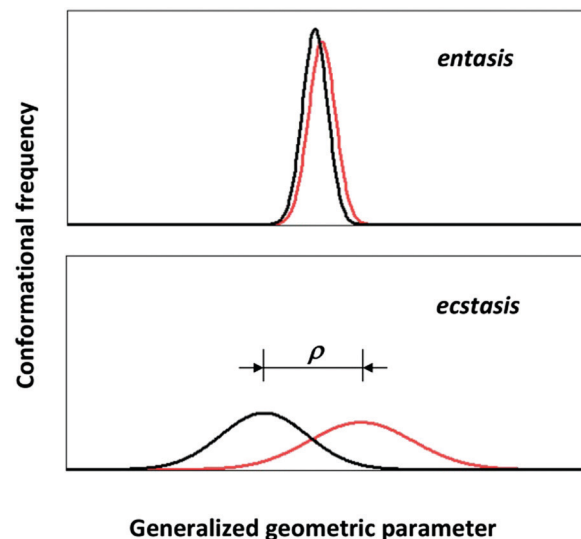 entasis
Conformational frequency
ecstasis
ρ
Generalized geometric parameter